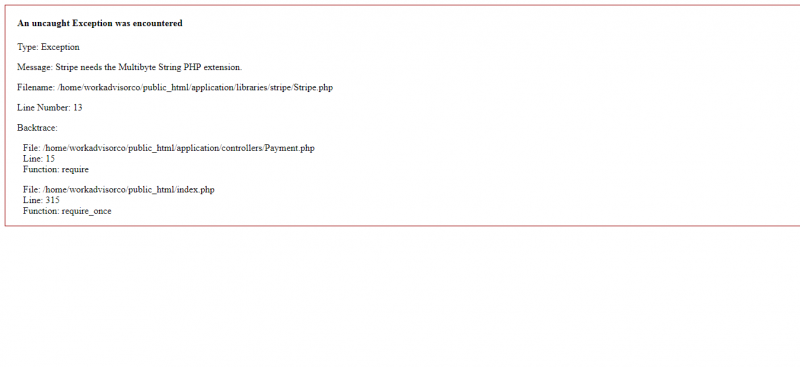 An uncaught Exception was encountered
Type: Exception
Message: Stripe needs the Multibyte String PHP extension.
Filename: /home/workadvisorco/public_html/application/libraries/stripe/Stripe.php
Line Number: 13
Backtrace:
File: /home/workadvisorco/public_html/application/controllers/Payment.php
Line: 15
Function: require
File: /home/workadvisorco/public_html/index.php
Line: 315
Function: require_once